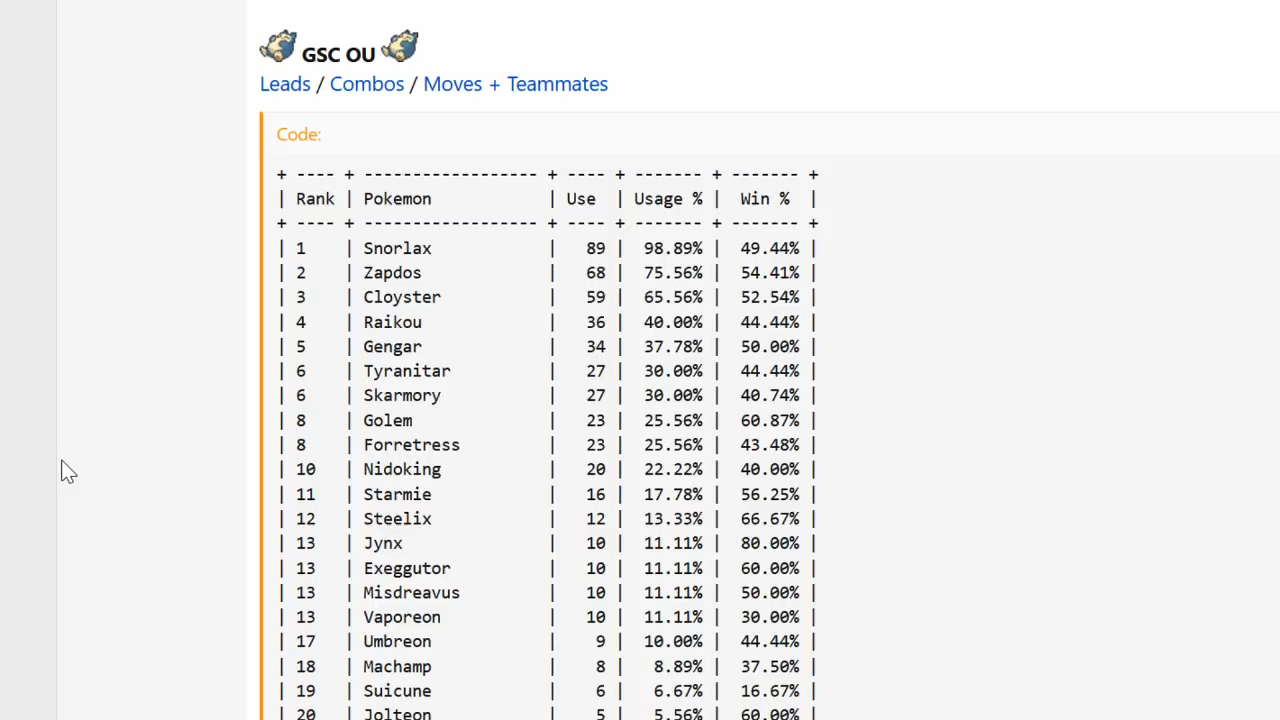 GSC OU
Leads / Combos / Moves + Teammates
Code:
+ ---- + ------------------ + ---- + ------- + ------- +
| Rank | Pokemon            | Use  | Usage % |  Win %  |
+ ---- + ------------------ + ---- + ------- + ------- +
| 1    | Snorlax            |   89 |  98.89% |  49.44% |
| 2    | Zapdos             |   68 |  75.56% |  54.41% |
| 3    | Cloyster           |   59 |  65.56% |  52.54% |
| 4    | Raikou             |   36 |  40.00% |  44.44% |
| 5    | Gengar             |   34 |  37.78% |  50.00% |
| 6    | Tyranitar          |   27 |  30.00% |  44.44% |
| 6    | Skarmory           |   27 |  30.00% |  40.74% |
| 8    | Golem              |   23 |  25.56% |  60.87% |
| 8    | Forretress         |   23 |  25.56% |  43.48% |
| 10   | Nidoking           |   20 |  22.22% |  40.00% |
| 11   | Starmie            |   16 |  17.78% |  56.25% |
| 12   | Steelix            |   12 |  13.33% |  66.67% |
| 13   | Jynx               |   10 |  11.11% |  80.00% |
| 13   | Exeggutor          |   10 |  11.11% |  60.00% |
| 13   | Misdreavus         |   10 |  11.11% |  50.00% |
| 13   | Vaporeon           |   10 |  11.11% |  30.00% |
| 17   | Umbreon            |    9 |  10.00% |  44.44% |
| 18   | Machamp            |    8 |   8.89% |  37.50% |
| 19   | Suicune            |    6 |   6.67% |  16.67% |
| 20   | Jolteon            |    5 |   5.56% |  60.00% |